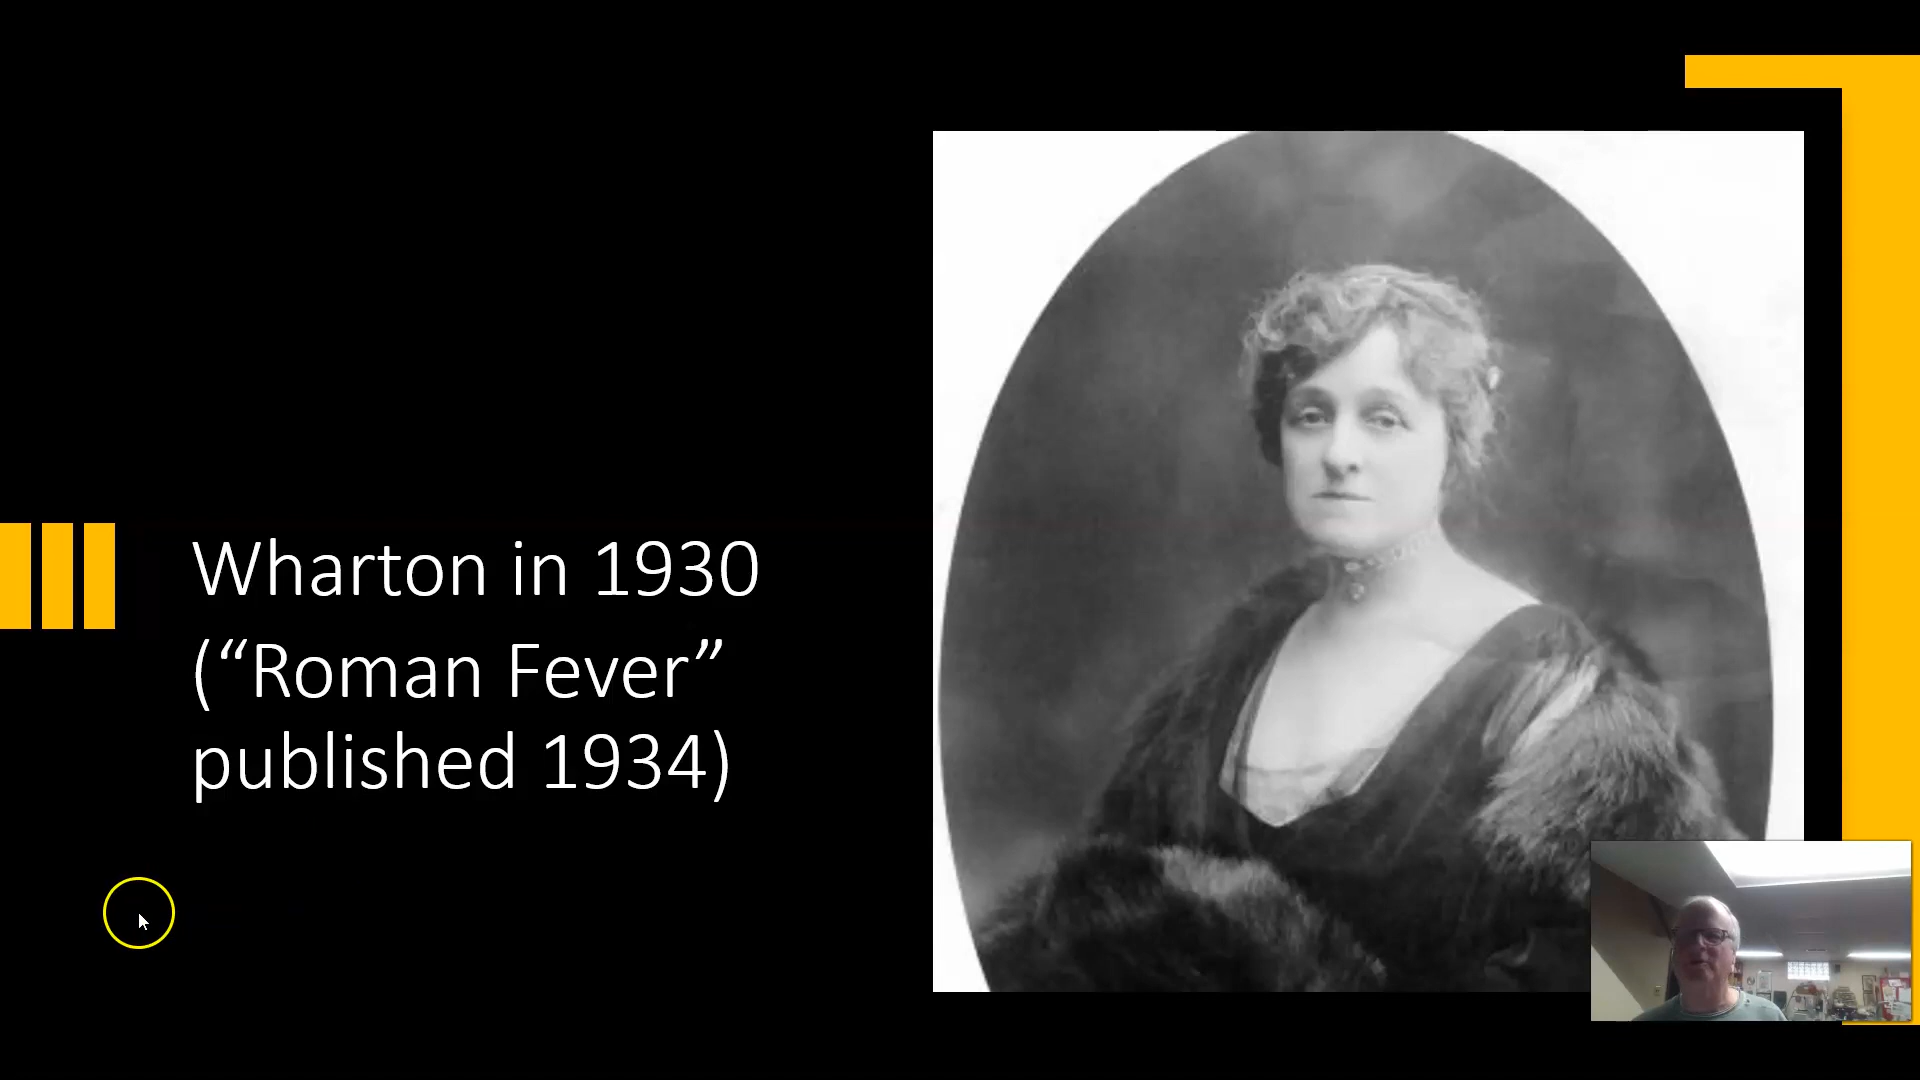 Wharton in 1930
(“Roman Fever”
published 1934)